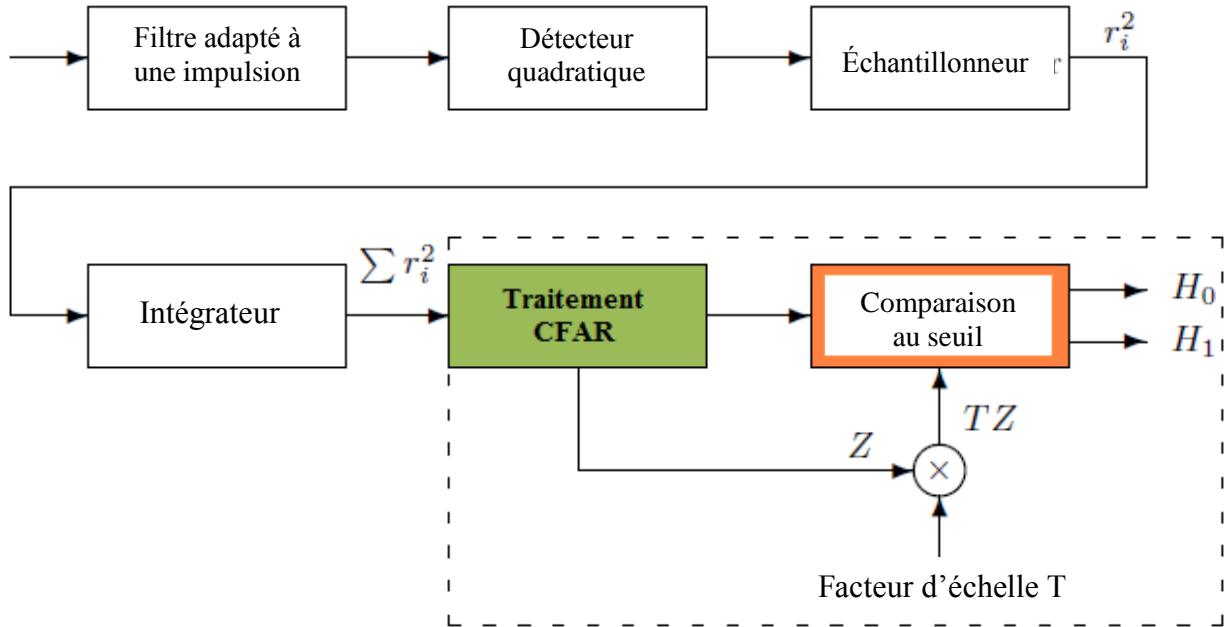 Filtre adapté à
une impulsion
Détecteur
quadratique
Échantillonneur r
$r_i^2$
Intégrateur
$\sum r_i^2$
Traitement
CFAR
Comparaison
au seuil
$H_0$
$H_1$
$Z$
$TZ$
×
Facteur d’échelle T